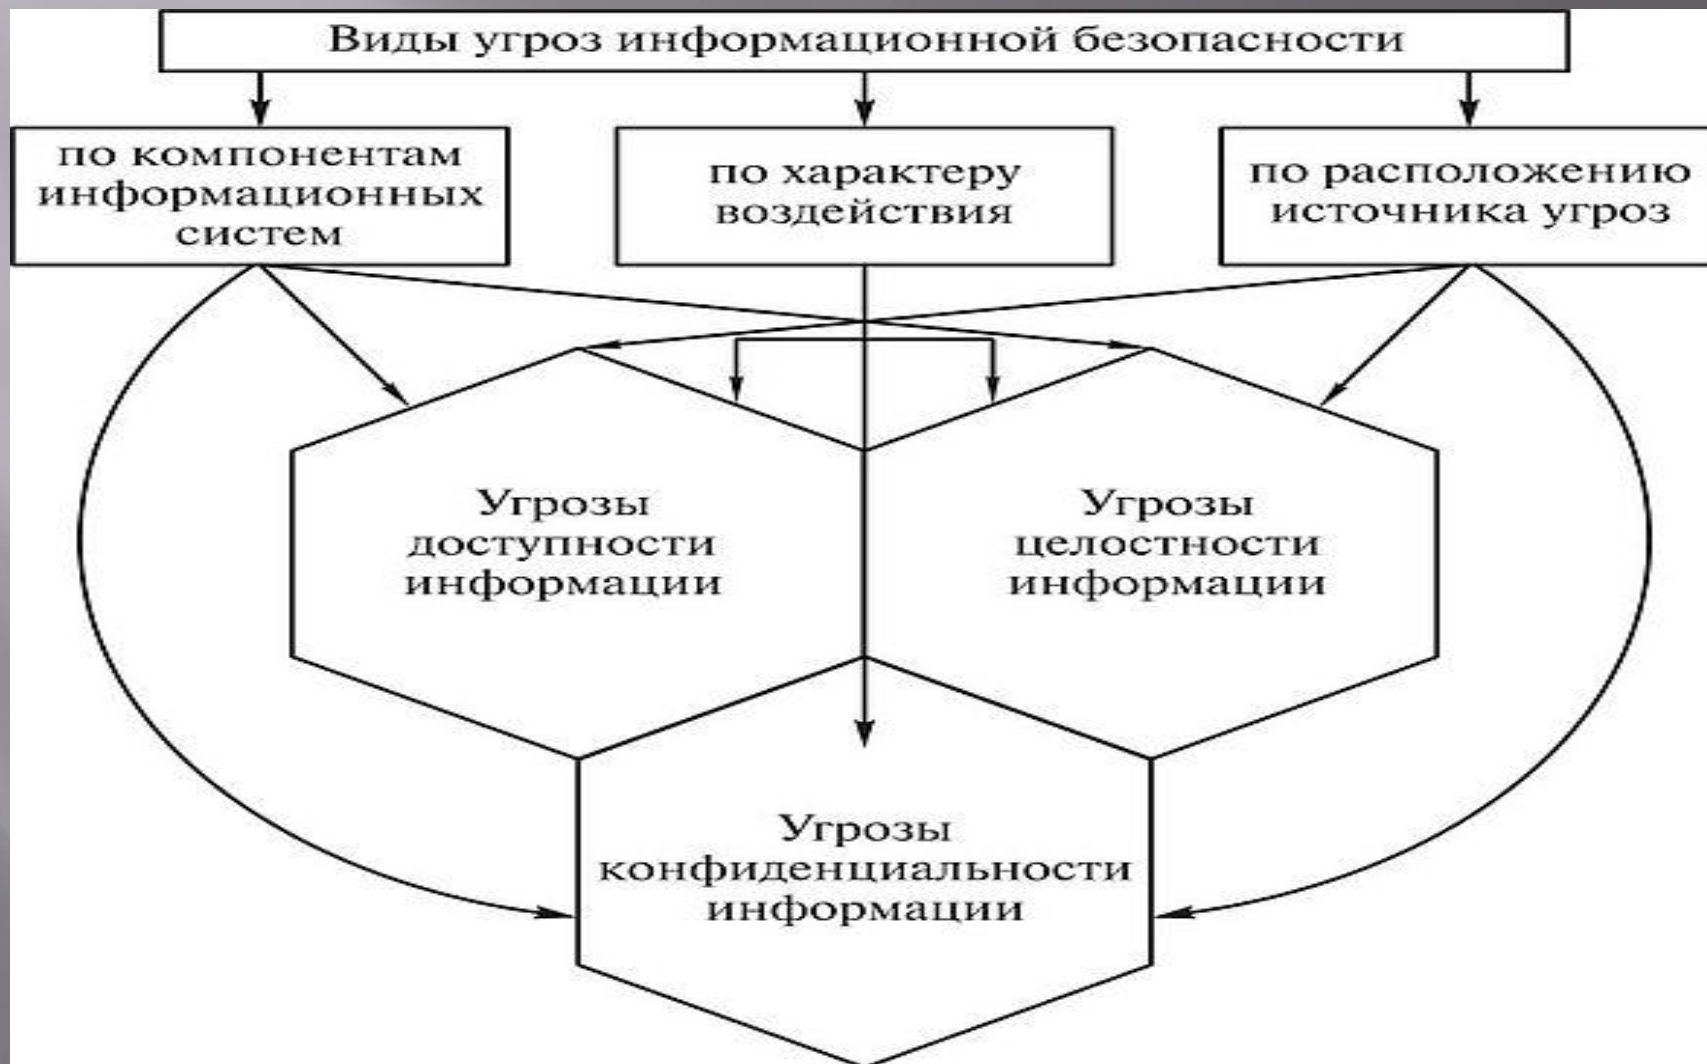 Виды угроз информационной безопасности
по компонентам
информационных
систем
по характеру
воздействия
по расположению
источника угроз
Угрозы
доступности
информации
Угрозы
целостности
информации
Угрозы
конфиденциальности
информации